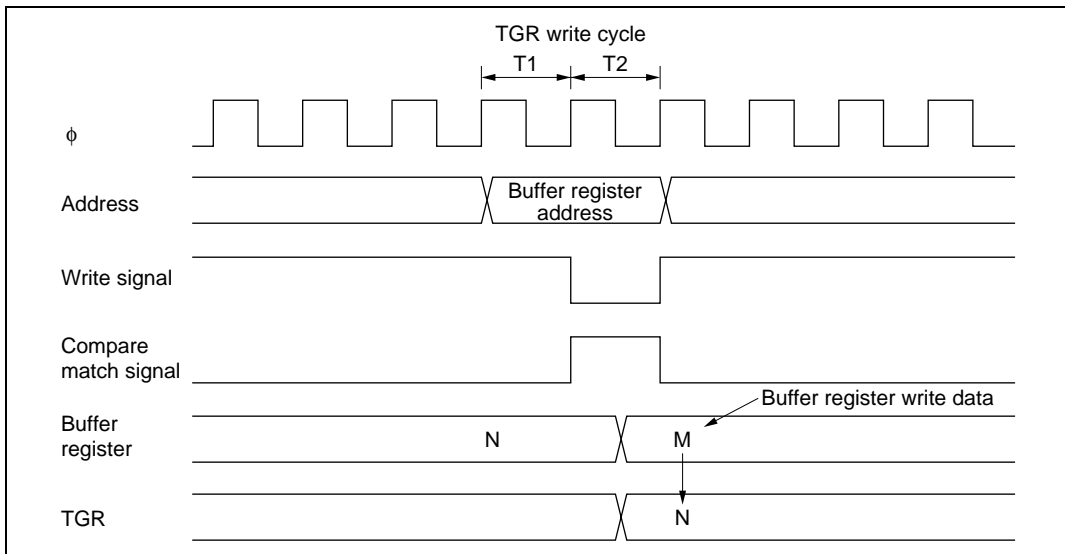 TGR write cycle
T1 T2
ϕ
Address
Buffer register
address
Write signal
Compare
match signal
Buffer register write data
Buffer
register
N M
TGR
N